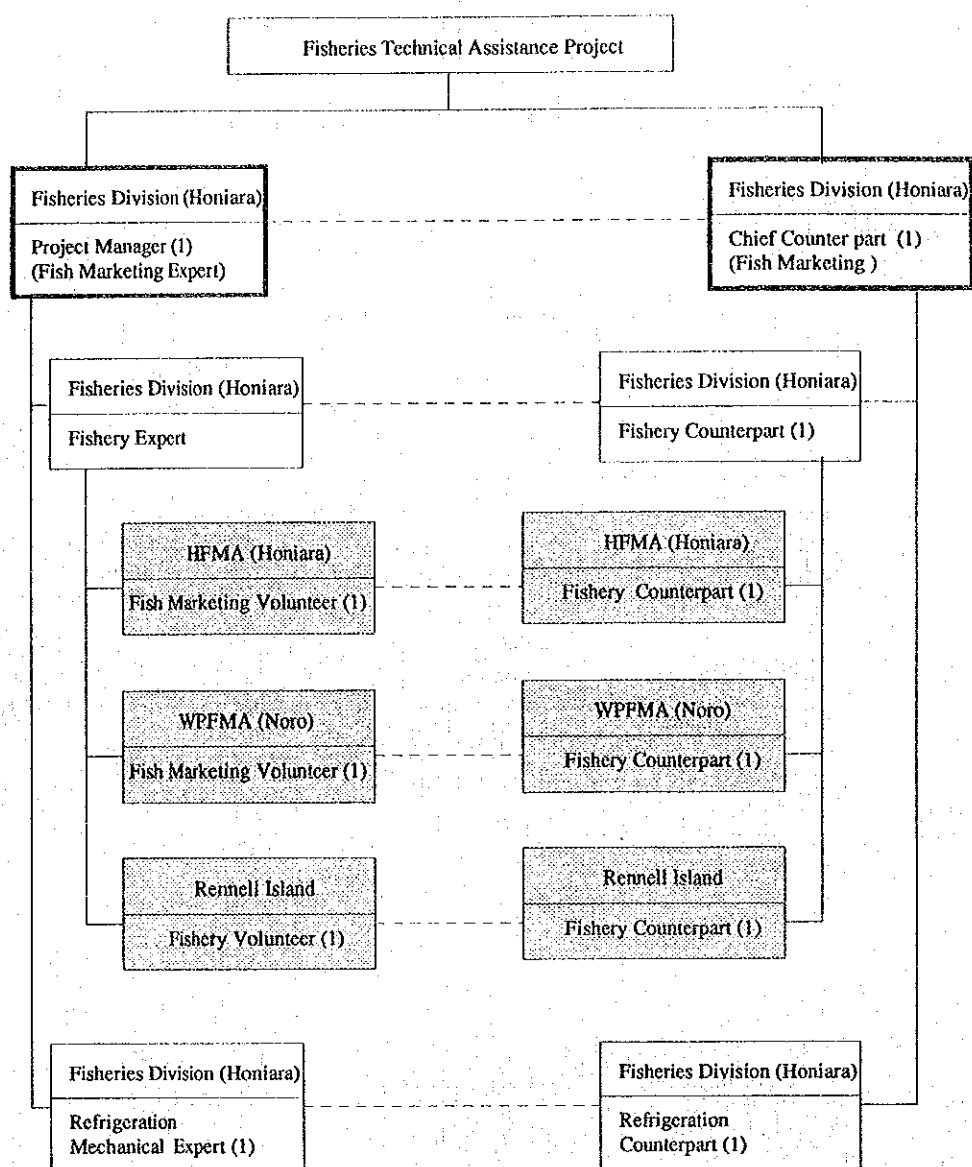 Fisheries Technical Assistance Project
Fisheries Division (Honiara)
Project Manager (1)
(Fish Marketing Expert)
Fisheries Division (Honiara)
Chief Counter part (1)
(Fish Marketing )
Fisheries Division (Honiara)
Fishery Expert
Fisheries Division (Honiara)
Fishery Counterpart (1)
HFMA (Honiara)
Fish Marketing Volunteer (1)
HFMA (Honiara)
Fishery Counterpart (1)
WPFMA (Noro)
Fish Marketing Volunteer (1)
WPFMA (Noro)
Fishery Counterpart (1)
Rennell Island
Fishery Volunteer (1)
Rennell Island
Fishery Counterpart (1)
Fisheries Division (Honiara)
Refrigeration
Mechanical Expert (1)
Fisheries Division (Honiara)
Refrigeration
Counterpart (1)